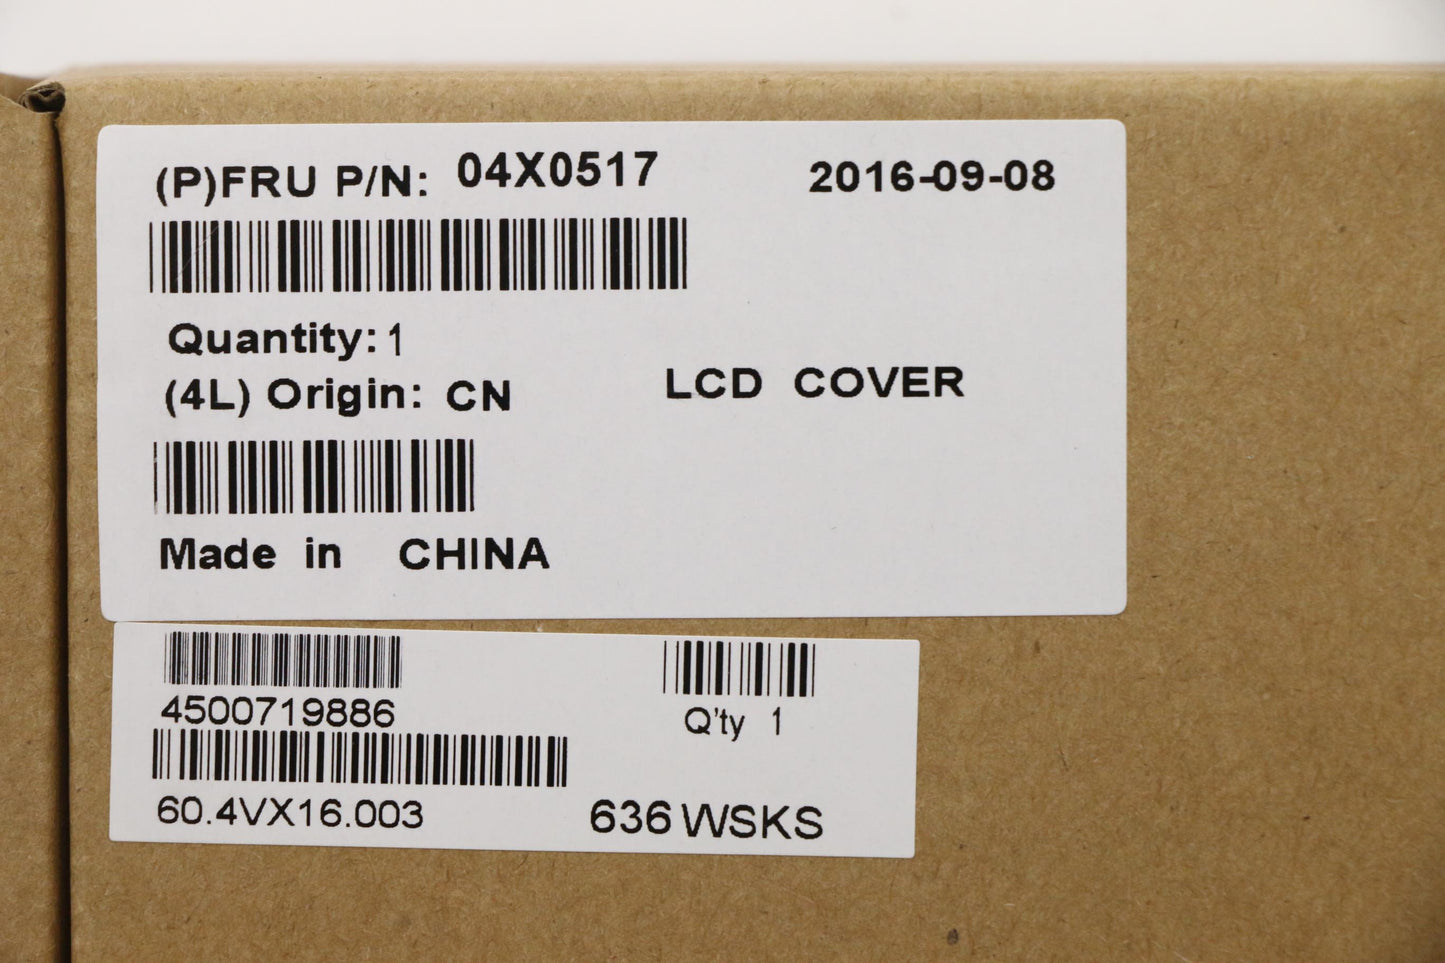 (P)FRU P/N: 04X0517 2016-09-08
Quantity: 1
(4L) Origin: CN LCD COVER
Made in CHINA
4500719886 Q'ty 1
60.4VX16.003 636 WSKS